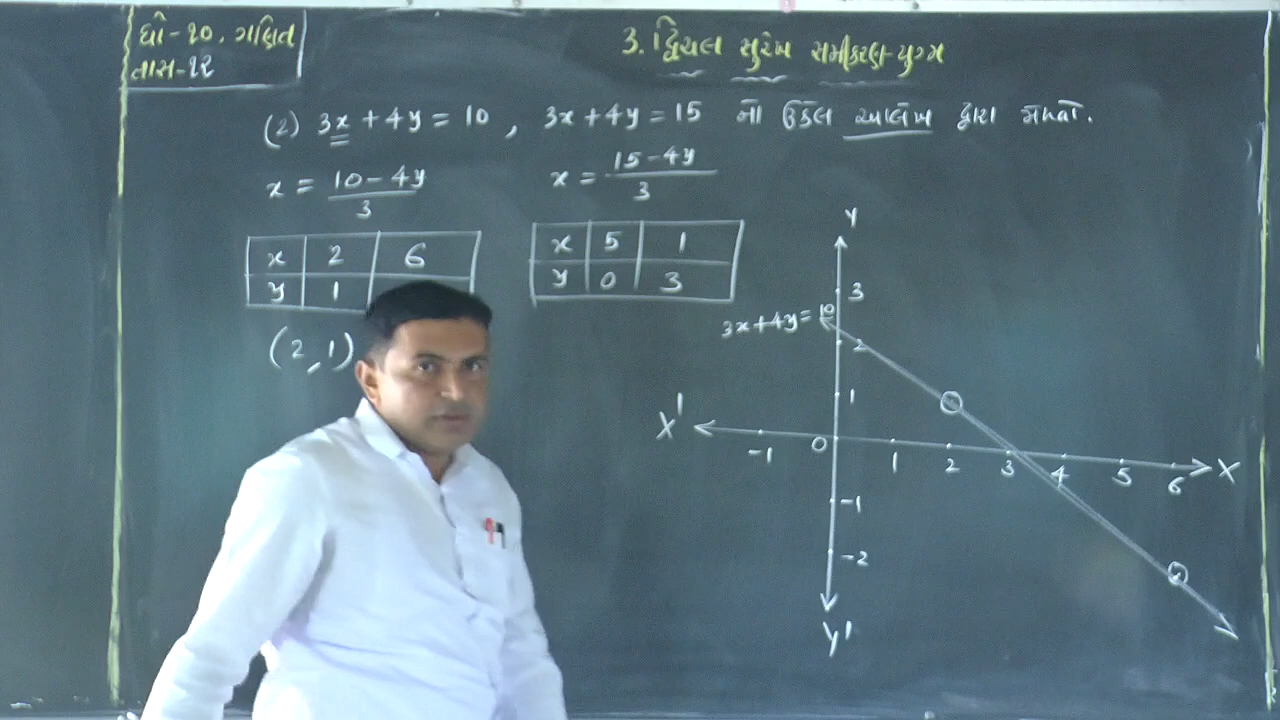 ધો-૧૦, ગણિત
તાસ-૧૨
3. દ્વિચલ સુરેખ સમીકરણ-યુગ્મ
(2) 3x + 4y = 10 , 3x + 4y = 15 નો ઉકેલ આલેખ દ્વારા મેળવો.
x = (10 - 4y)/3
x = (15 - 4y)/3
x 2 6
y 1
x 5 1
y 0 3
(2, 1)
Y
3
3x+4y=10
2
1
X' -1 0 1 2 3 4 5 6 X
-1
-2
Y'